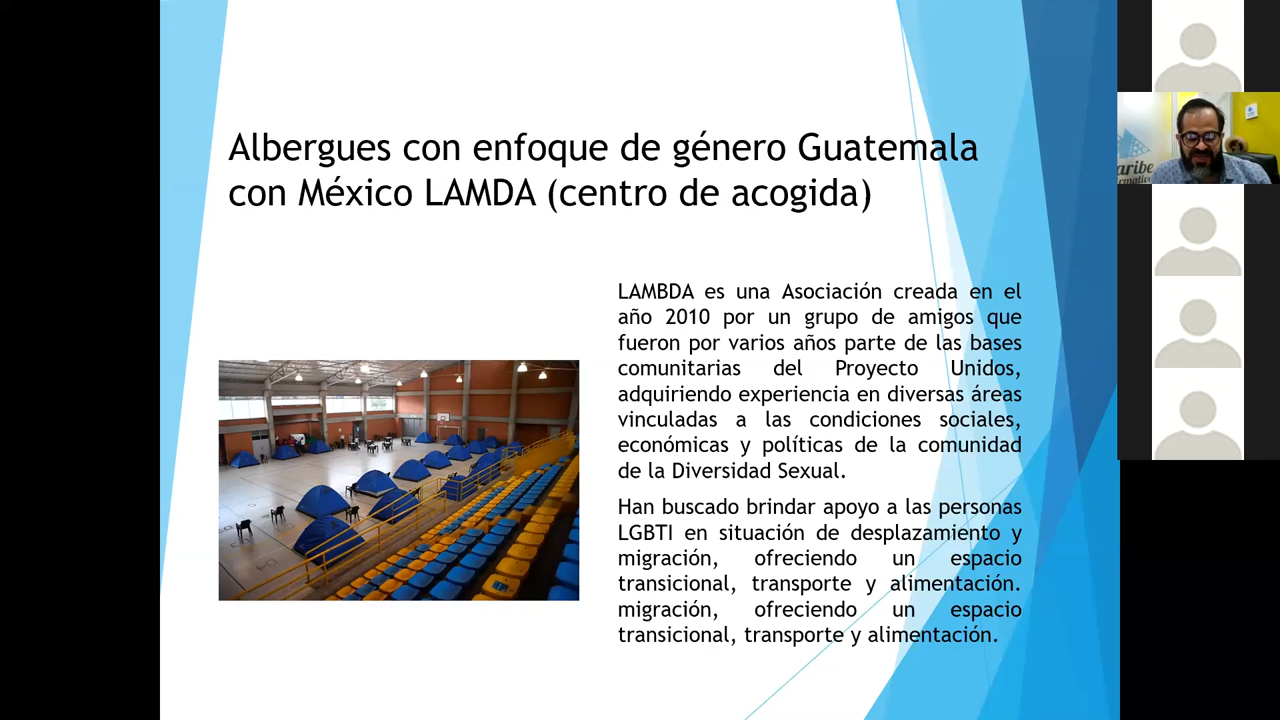 Albergues con enfoque de género Guatemala
con México LAMDA (centro de acogida)
LAMBDA es una Asociación creada en el
año 2010 por un grupo de amigos que
fueron por varios años parte de las bases
comunitarias del Proyecto Unidos,
adquiriendo experiencia en diversas áreas
vinculadas a las condiciones sociales,
económicas y políticas de la comunidad
de la Diversidad Sexual.
Han buscado brindar apoyo a las personas
LGBTI en situación de desplazamiento y
migración, ofreciendo un espacio
transicional, transporte y alimentación.
migración, ofreciendo un espacio
transicional, transporte y alimentación.
aribe